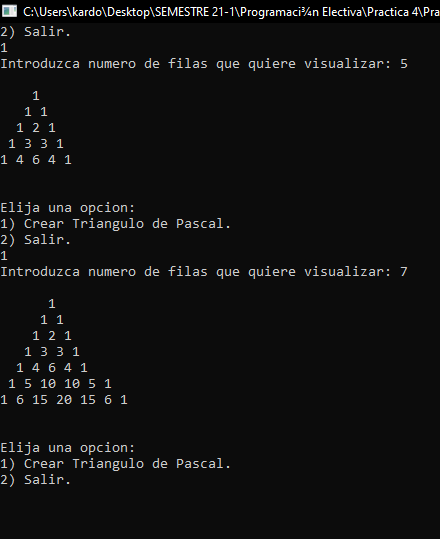 C:\Users\kardo\Desktop\SEMESTRE 21-1\Programaci¾n Electiva\Practica 4\Pra
2) Salir.
1
Introduzca numero de filas que quiere visualizar: 5
1
1 1
1 2 1
1 3 3 1
1 4 6 4 1
Elija una opcion:
1) Crear Triangulo de Pascal.
2) Salir.
1
Introduzca numero de filas que quiere visualizar: 7
1
1 1
1 2 1
1 3 3 1
1 4 6 4 1
1 5 10 10 5 1
1 6 15 20 15 6 1
Elija una opcion:
1) Crear Triangulo de Pascal.
2) Salir.